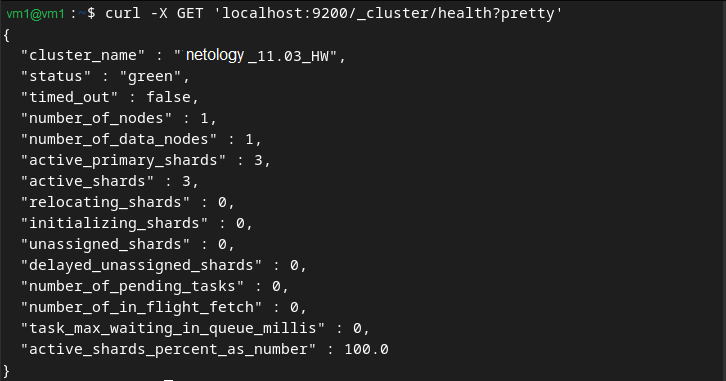 vm1@vm1 :~$ curl -X GET 'localhost:9200/_cluster/health?pretty'
{
  "cluster_name" : " netology _11.03_HW",
  "status" : "green",
  "timed_out" : false,
  "number_of_nodes" : 1,
  "number_of_data_nodes" : 1,
  "active_primary_shards" : 3,
  "active_shards" : 3,
  "relocating_shards" : 0,
  "initializing_shards" : 0,
  "unassigned_shards" : 0,
  "delayed_unassigned_shards" : 0,
  "number_of_pending_tasks" : 0,
  "number_of_in_flight_fetch" : 0,
  "task_max_waiting_in_queue_millis" : 0,
  "active_shards_percent_as_number" : 100.0
}